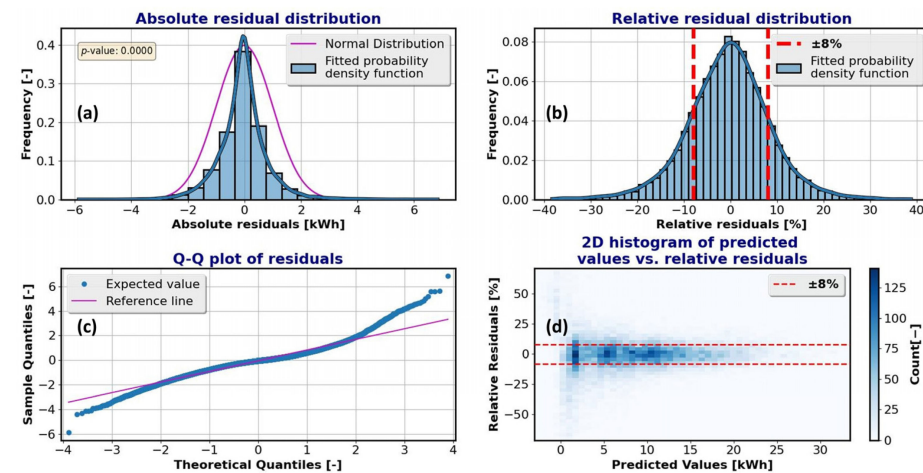 Absolute residual distribution
p-value: 0.0000
Normal Distribution
Fitted probability
density function
(a)
Frequency [-]
0.4
0.3
0.2
0.1
0.0
−6 −4 −2 0 2 4 6
Absolute residuals [kWh]
Relative residual distribution
±8%
Fitted probability
density function
(b)
Frequency [-]
0.08
0.06
0.04
0.02
0.00
−40 −30 −20 −10 0 10 20 30 40
Relative residuals [%]
Q-Q plot of residuals
Expected value
Reference line
(c)
Sample Quantiles [-]
6
4
2
0
−2
−4
−6
−4 −3 −2 −1 0 1 2 3 4
Theoretical Quantiles [-]
2D histogram of predicted
values vs. relative residuals
±8%
(d)
Relative Residuals [%]
50
25
0
−25
−50
0 5 10 15 20 25 30
Predicted Values [kWh]
Count[−]
125
100
75
50
25
0